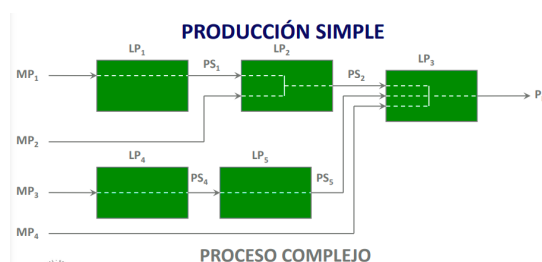 PRODUCCIÓN SIMPLE
LP₁ LP₂ LP₃
MP₁ PS₁ PS₂
MP₂
LP₄ LP₅
MP₃ PS₄ PS₅
MP₄
PROCESO COMPLEJO